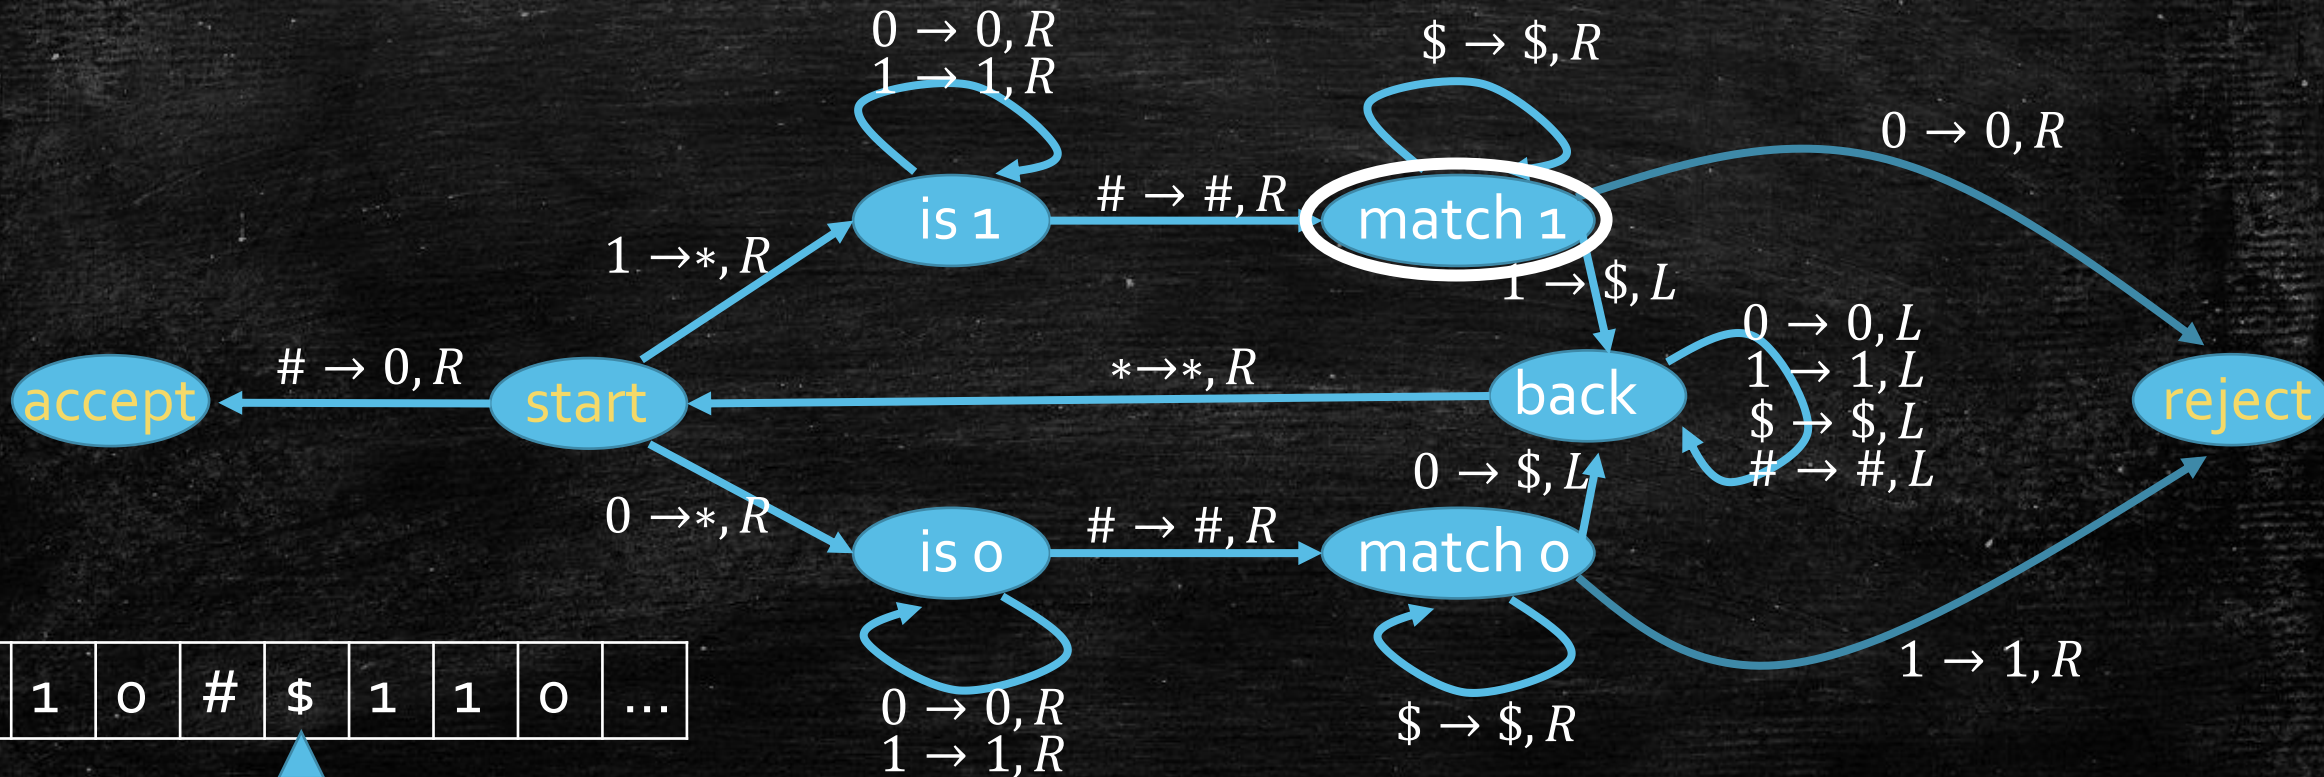 0 → 0, R
1 → 1, R
$ → $, R
0 → 0, R
# → #, R
is 1
match 1
1 →*, R
1 → $, L
0 → 0, L
1 → 1, L
$ → $, L
# → #, L
# → 0, R
*→*, R
accept
start
back
reject
0 → $, L
0 →*, R
# → #, R
is 0
match 0
1 → 1, R
1 0 # $ 1 1 0 ...
0 → 0, R
1 → 1, R
$ → $, R